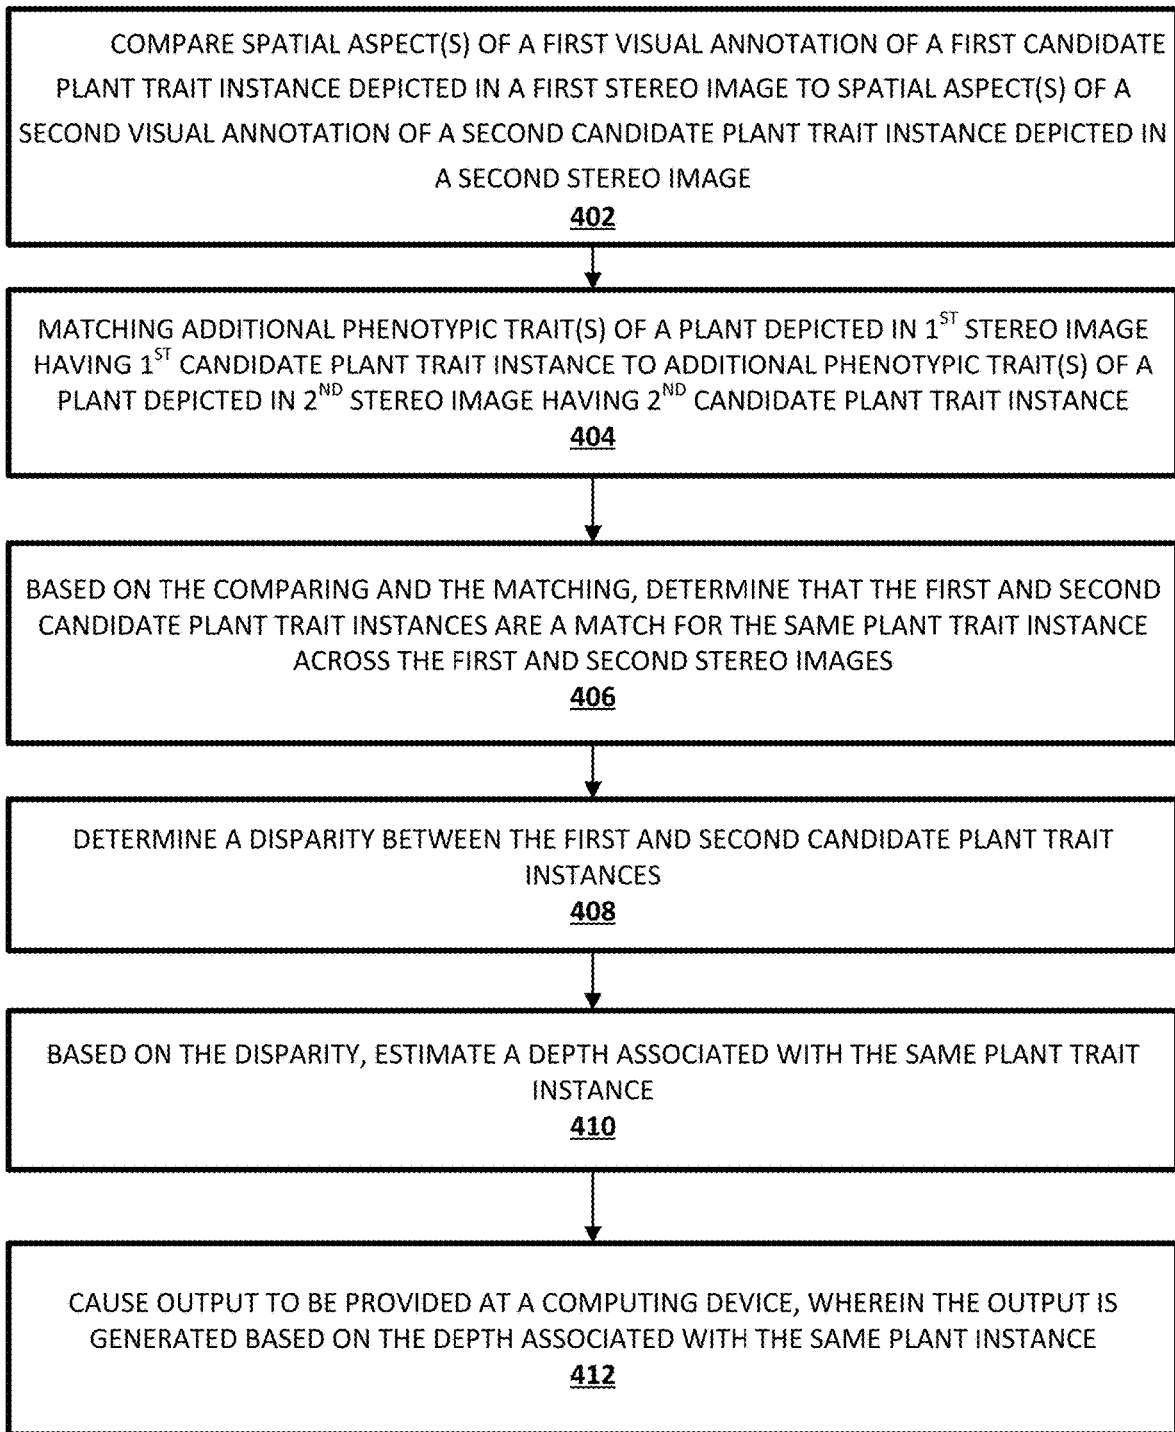 COMPARE SPATIAL ASPECT(S) OF A FIRST VISUAL ANNOTATION OF A FIRST CANDIDATE
PLANT TRAIT INSTANCE DEPICTED IN A FIRST STEREO IMAGE TO SPATIAL ASPECT(S) OF A
SECOND VISUAL ANNOTATION OF A SECOND CANDIDATE PLANT TRAIT INSTANCE DEPICTED IN
A SECOND STEREO IMAGE
402
MATCHING ADDITIONAL PHENOTYPIC TRAIT(S) OF A PLANT DEPICTED IN 1ST STEREO IMAGE
HAVING 1ST CANDIDATE PLANT TRAIT INSTANCE TO ADDITIONAL PHENOTYPIC TRAIT(S) OF A
PLANT DEPICTED IN 2ND STEREO IMAGE HAVING 2ND CANDIDATE PLANT TRAIT INSTANCE
404
BASED ON THE COMPARING AND THE MATCHING, DETERMINE THAT THE FIRST AND SECOND
CANDIDATE PLANT TRAIT INSTANCES ARE A MATCH FOR THE SAME PLANT TRAIT INSTANCE
ACROSS THE FIRST AND SECOND STEREO IMAGES
406
DETERMINE A DISPARITY BETWEEN THE FIRST AND SECOND CANDIDATE PLANT TRAIT
INSTANCES
408
BASED ON THE DISPARITY, ESTIMATE A DEPTH ASSOCIATED WITH THE SAME PLANT TRAIT
INSTANCE
410
CAUSE OUTPUT TO BE PROVIDED AT A COMPUTING DEVICE, WHEREIN THE OUTPUT IS
GENERATED BASED ON THE DEPTH ASSOCIATED WITH THE SAME PLANT INSTANCE
412